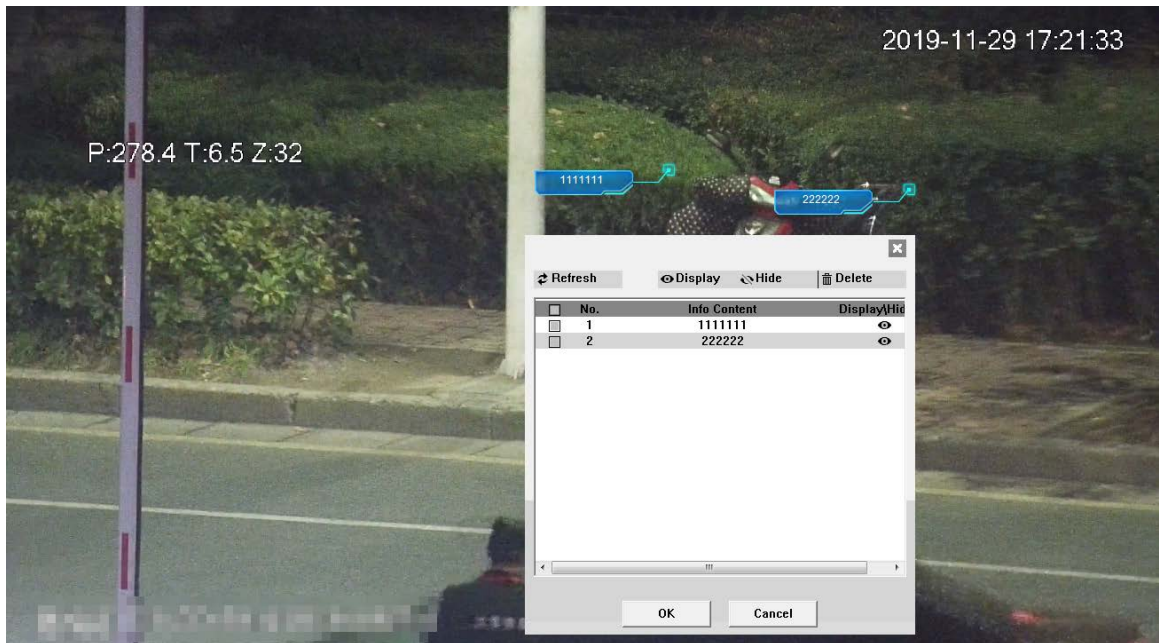 2019-11-29 17:21:33
P:278.4 T:6.5 Z:32
1111111
222222
Refresh
Display
Hide
Delete
No. Info Content Display\Hid
1 1111111
2 222222
OK
Cancel